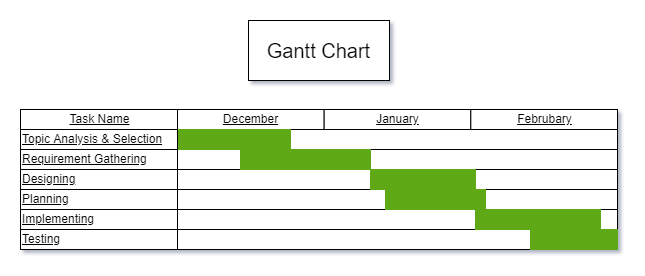 Gantt Chart
Task Name December January Februbary
Topic Analysis & Selection
Requirement Gathering
Designing
Planning
Implementing
Testing